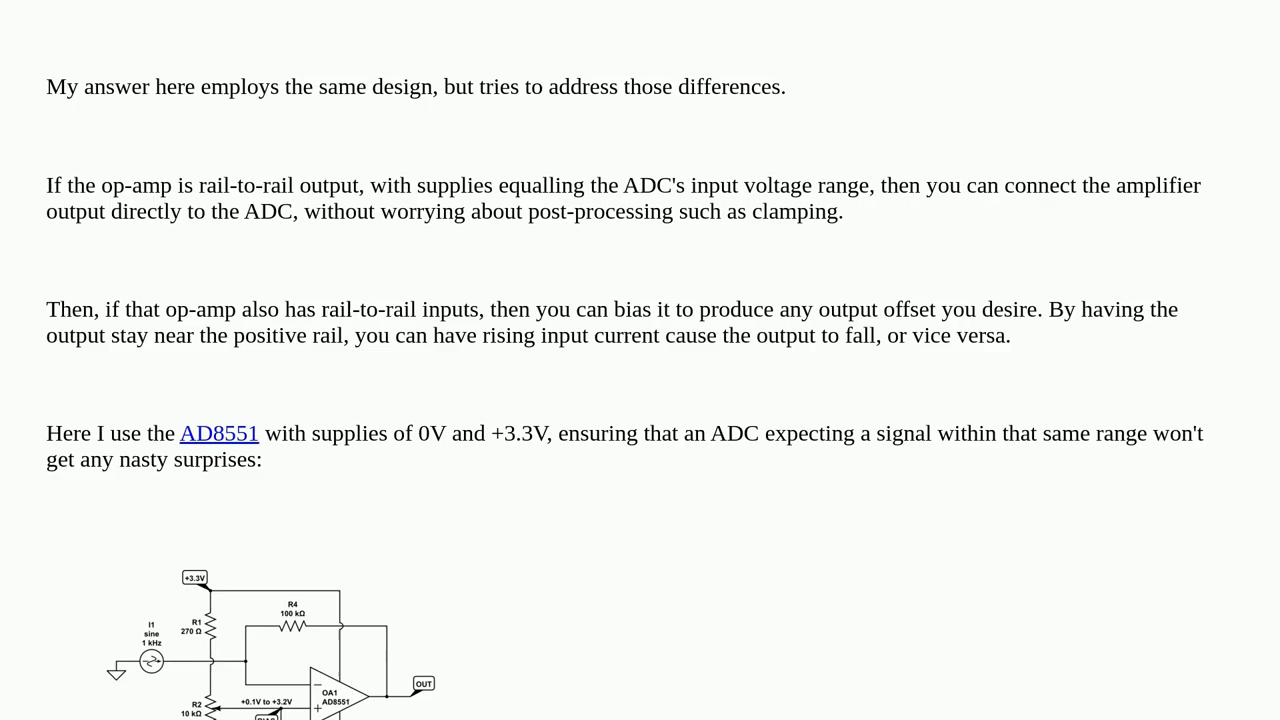 My answer here employs the same design, but tries to address those differences.
If the op-amp is rail-to-rail output, with supplies equalling the ADC's input voltage range, then you can connect the amplifier
output directly to the ADC, without worrying about post-processing such as clamping.
Then, if that op-amp also has rail-to-rail inputs, then you can bias it to produce any output offset you desire. By having the
output stay near the positive rail, you can have rising input current cause the output to fall, or vice versa.
Here I use the AD8551 with supplies of 0V and +3.3V, ensuring that an ADC expecting a signal within that same range won't
get any nasty surprises:
+3.3V
R4
100 kΩ
I1
sine
1 kHz
R1
270 Ω
OUT
OA1
AD8551
+0.1V to +3.2V
R2
10 kΩ